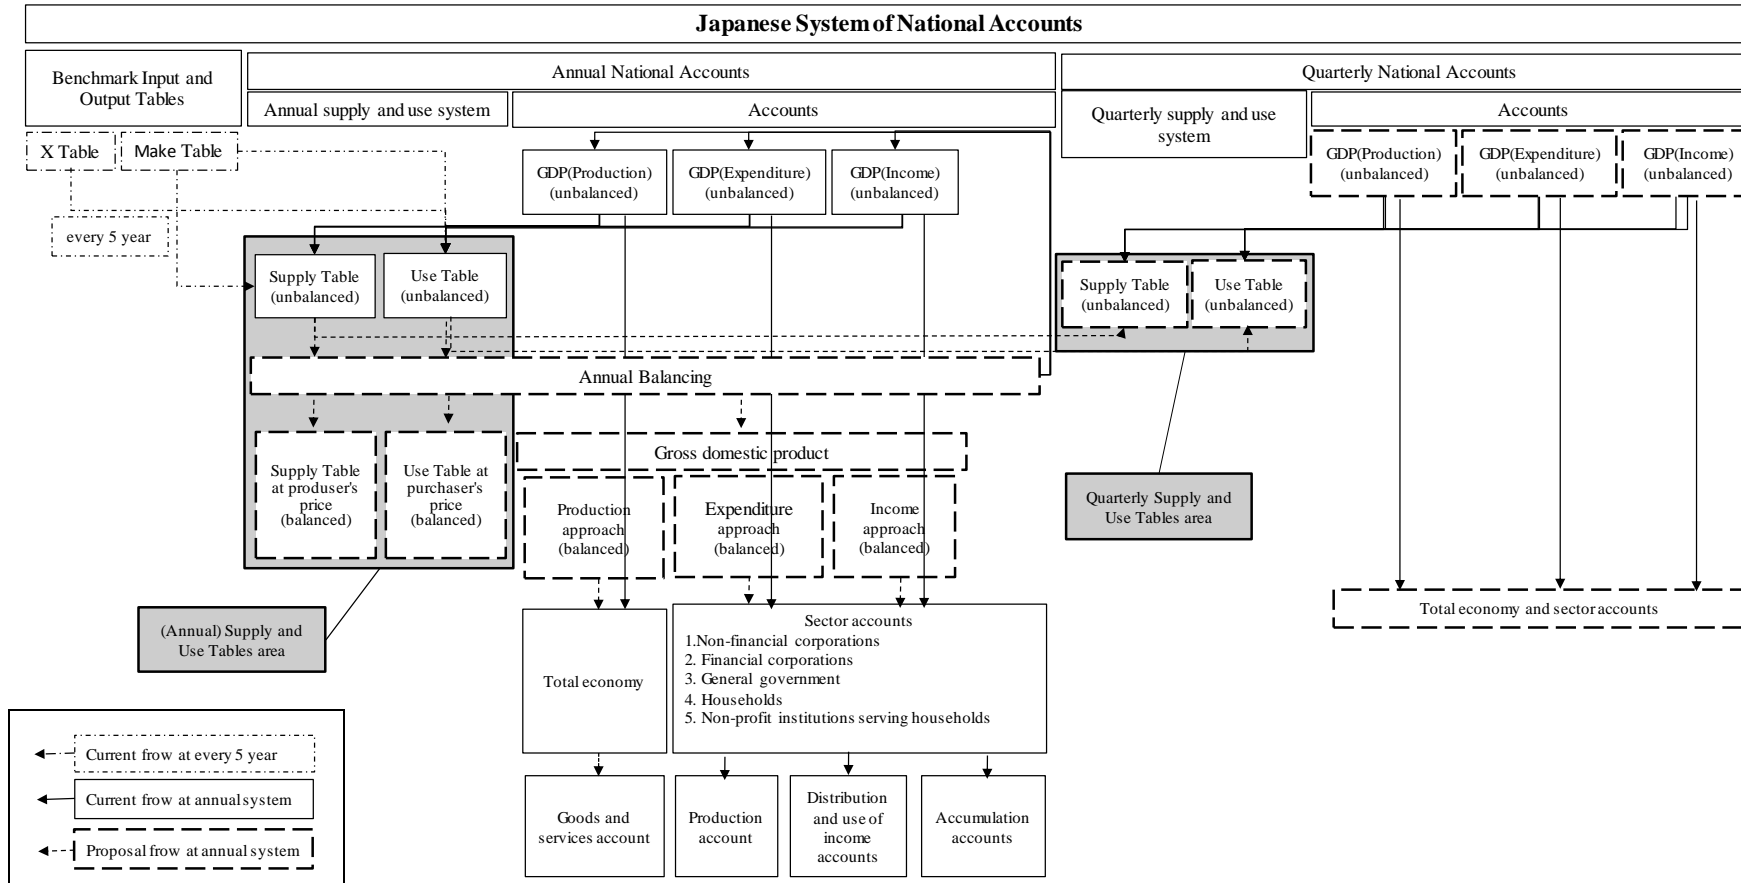 Japanese System of National Accounts
Benchmark Input and
Output Tables
Annual National Accounts
Quarterly National Accounts
Annual supply and use system
Accounts
Quarterly supply and use
system
Accounts
X Table
Make Table
every 5 year
GDP(Production)
(unbalanced)
GDP(Expenditure)
(unbalanced)
GDP(Income)
(unbalanced)
GDP(Production)
(unbalanced)
GDP(Expenditure)
(unbalanced)
GDP(Income)
(unbalanced)
Supply Table
(unbalanced)
Use Table
(unbalanced)
Supply Table
(unbalanced)
Use Table
(unbalanced)
Annual Balancing
Supply Table
at produser's
price
(balanced)
Use Table at
purchaser's
price
(balanced)
Gross domestic product
Production
approach
(balanced)
Expenditure
approach
(balanced)
Income
approach
(balanced)
Quarterly Supply and
Use Tables area
(Annual) Supply and
Use Tables area
Total economy
Sector accounts
1.Non-financial corporations
2. Financial corporations
3. General government
4. Households
5. Non-profit institutions serving households
Total economy and sector accounts
Goods and
services account
Production
account
Distribution
and use of
income
accounts
Accumulation
accounts
Current frow at every 5 year
Current frow at annual system
Proposal frow at annual system